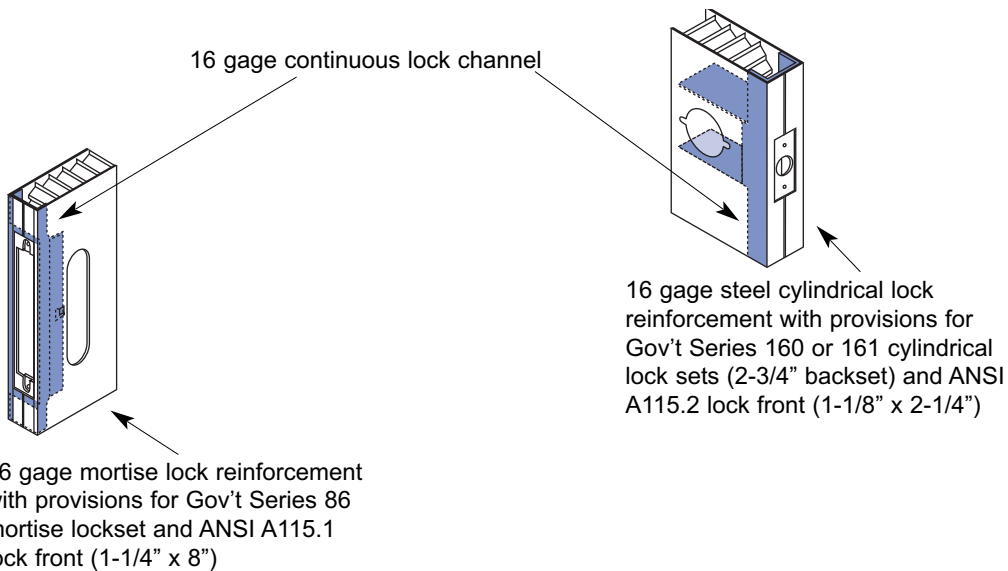 16 gage continuous lock channel
16 gage steel cylindrical lock
reinforcement with provisions for
Gov't Series 160 or 161 cylindrical
lock sets (2-3/4” backset) and ANSI
A115.2 lock front (1-1/8” x 2-1/4”)
6 gage mortise lock reinforcement
with provisions for Gov't Series 86
mortise lockset and ANSI A115.1
lock front (1-1/4” x 8”)